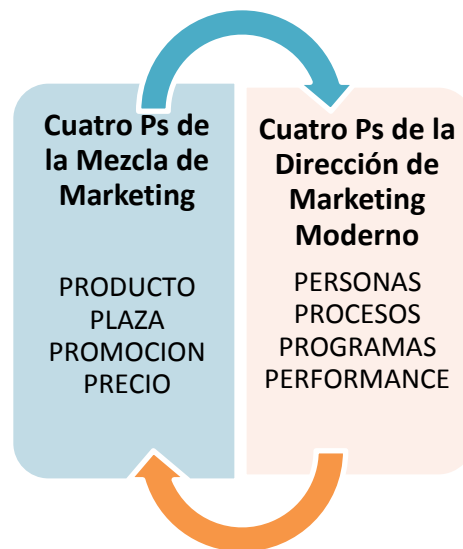 Cuatro Ps de
la Mezcla de
Marketing
PRODUCTO
PLAZA
PROMOCION
PRECIO
Cuatro Ps de la
Dirección de
Marketing
Moderno
PERSONAS
PROCESOS
PROGRAMAS
PERFORMANCE